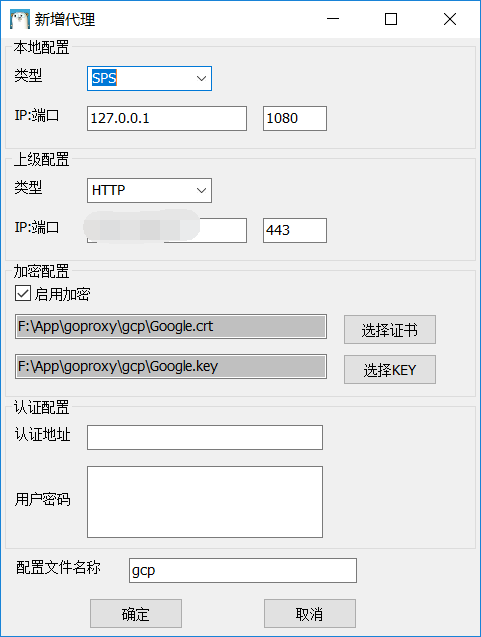 新增代理
本地配置
类型 SPS
IP:端口 127.0.0.1 1080
上级配置
类型 HTTP
IP:端口 443
加密配置
启用加密
F:\App\goproxy\gcp\Google.crt 选择证书
F:\App\goproxy\gcp\Google.key 选择KEY
认证配置
认证地址
用户密码
配置文件名称 gcp
确定 取消